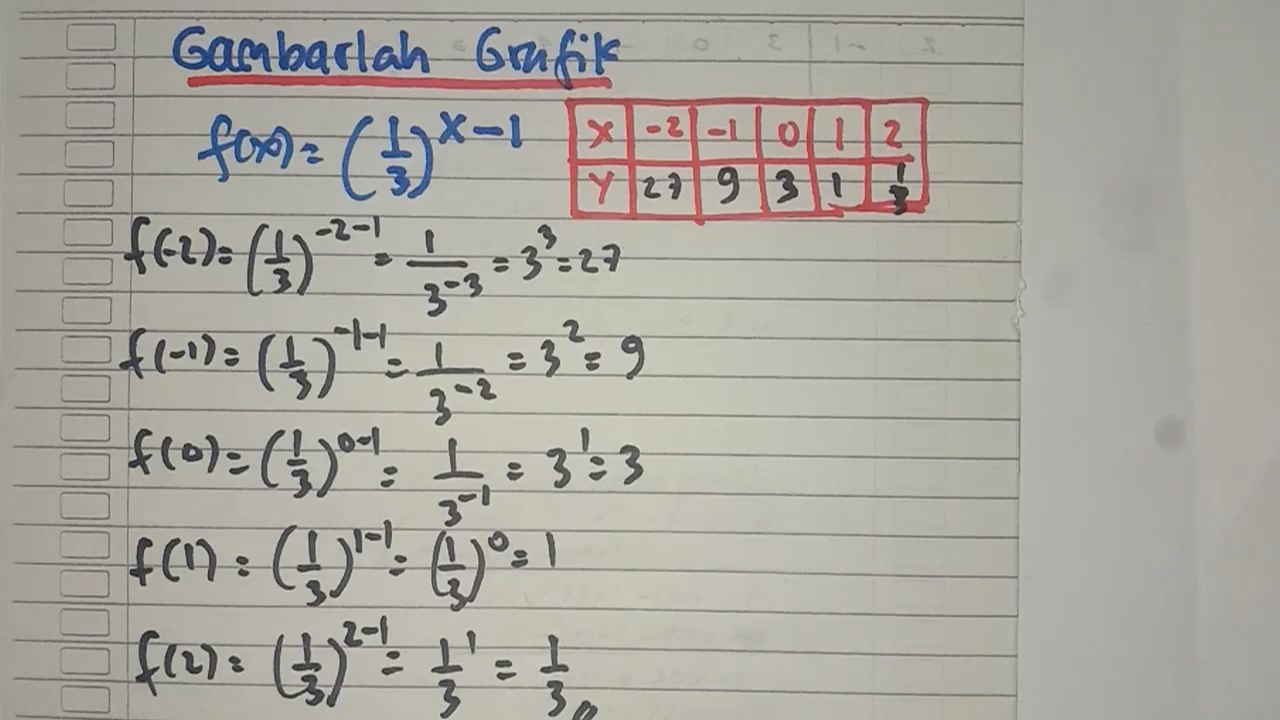 Gambarlah Grafik
f(x) = (1/3)^x-1
X -2 -1 0 1 2
Y 27 9 3 1 1/3
f(-2) = (1/3)^-2-1 = 1/3^-3 = 3^3 = 27
f(-1) = (1/3)^-1-1 = 1/3^-2 = 3^2 = 9
f(0) = (1/3)^0-1 = 1/3^-1 = 3^1 = 3
f(1) = (1/3)^1-1 = (1/3)^0 = 1
f(2) = (1/3)^2-1 = 1/3^1 = 1/3